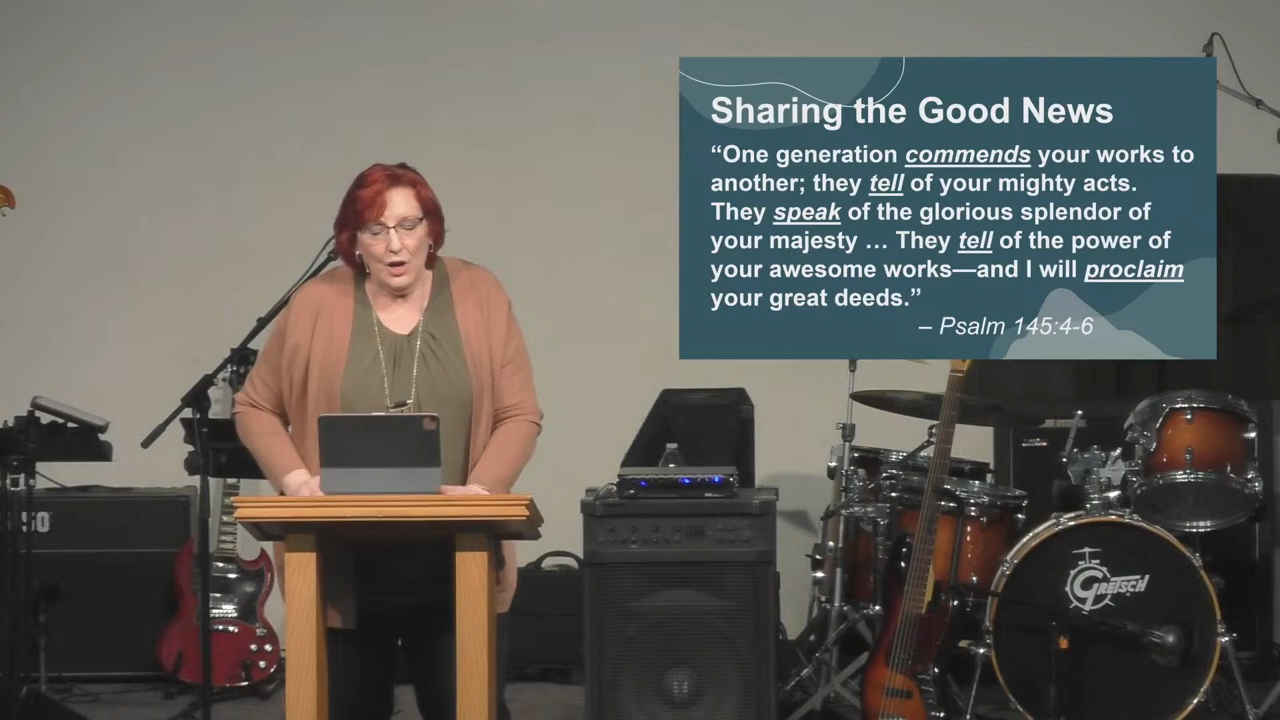 Sharing the Good News
“One generation commends your works to
another; they tell of your mighty acts.
They speak of the glorious splendor of
your majesty … They tell of the power of
your awesome works—and I will proclaim
your great deeds.”
– Psalm 145:4-6
50
GRETSCH